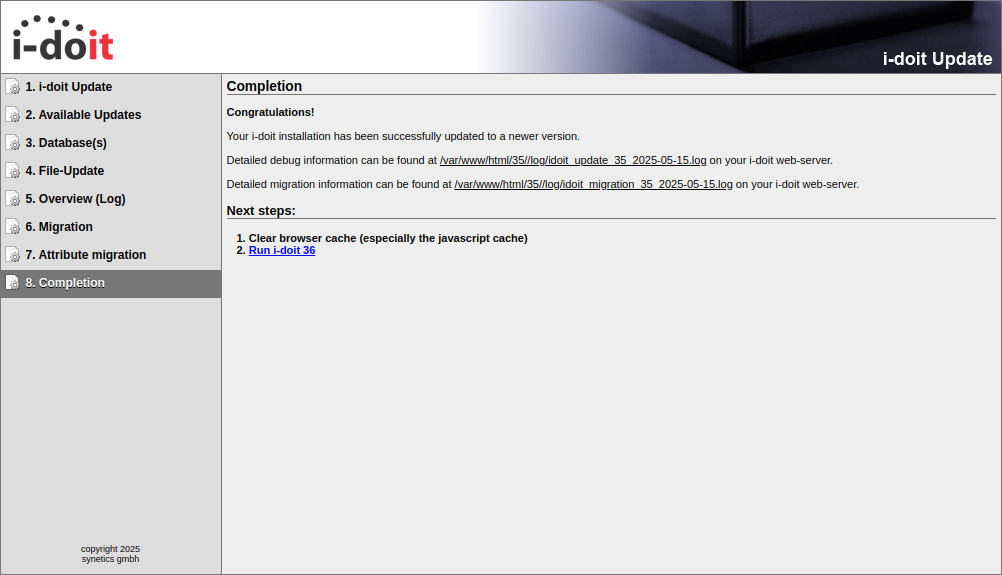 i-doit
i-doit Update
1. i-doit Update
2. Available Updates
3. Database(s)
4. File-Update
5. Overview (Log)
6. Migration
7. Attribute migration
8. Completion
copyright 2025
synetics gmbh
Completion
Congratulations!
Your i-doit installation has been successfully updated to a newer version.
Detailed debug information can be found at /var/www/html/35//log/idoit_update_35_2025-05-15.log on your i-doit web-server.
Detailed migration information can be found at /var/www/html/35//log/idoit_migration_35_2025-05-15.log on your i-doit web-server.
Next steps:
1. Clear browser cache (especially the javascript cache)
2. Run i-doit 36